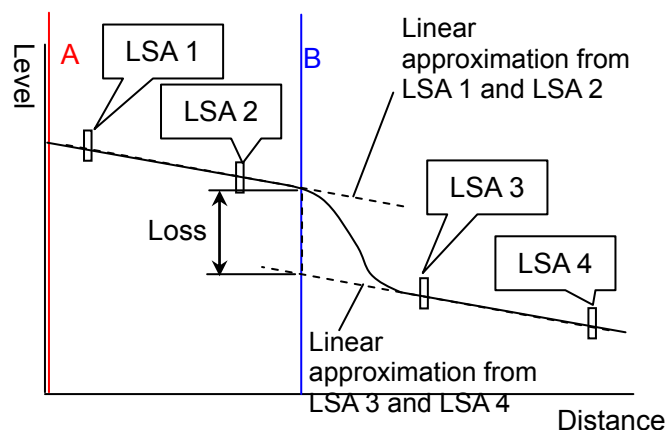 Level
A
LSA 1
LSA 2
B
Linear
approximation from
LSA 1 and LSA 2
LSA 3
Loss
LSA 4
Linear
approximation from
LSA 3 and LSA 4
Distance